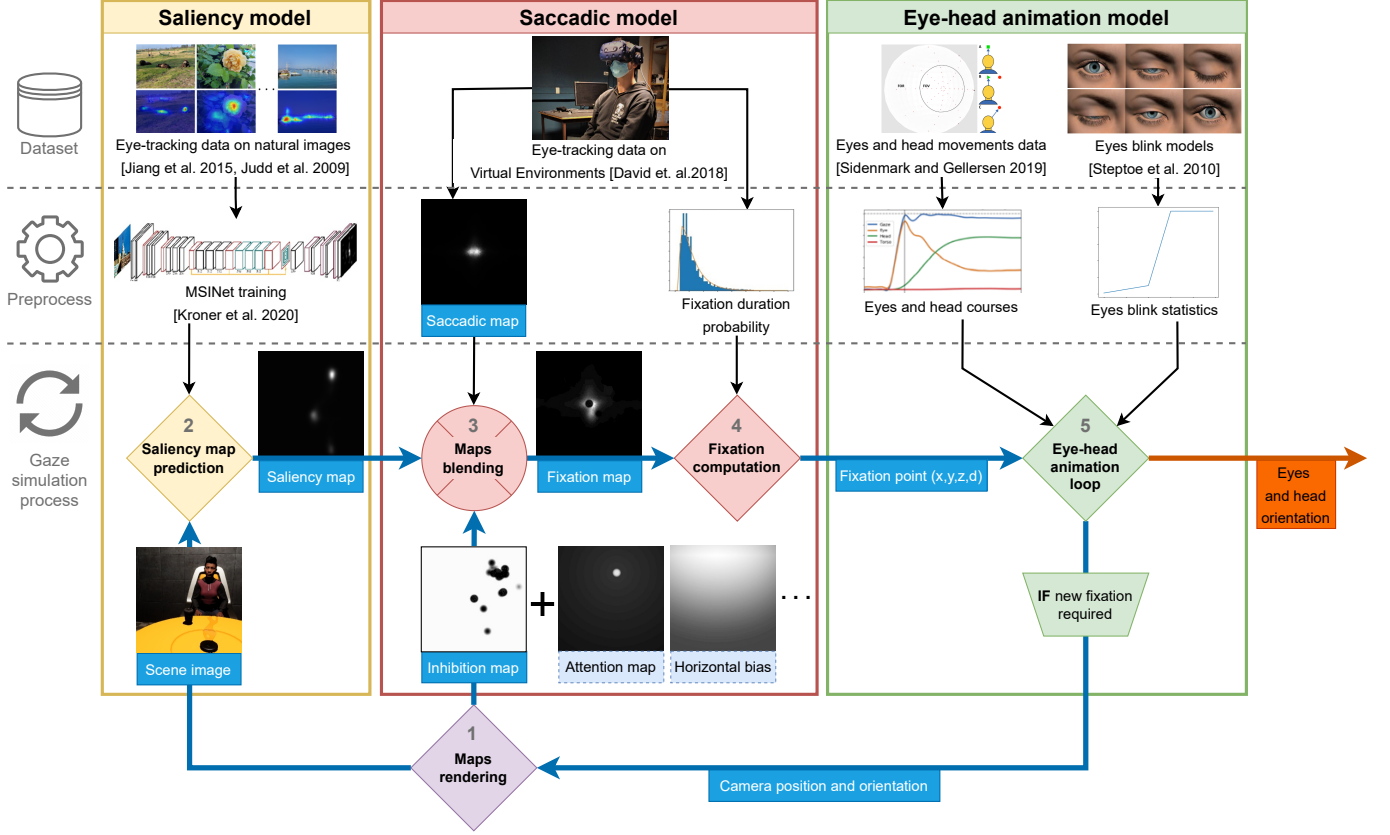 Saliency model
Saccadic model
Eye-head animation model
Dataset
Eye-tracking data on natural images
[Jiang et al. 2015, Judd et al. 2009]
Eye-tracking data on
Virtual Environments [David et. al.2018]
FOR
FOV
Eyes and head movements data
[Sidenmark and Gellersen 2019]
Eyes blink models
[Steptoe et al. 2010]
Preprocess
MSINet training
[Kroner et al. 2020]
Saccadic map
Fixation duration
probability
Gaze
Eye
Head
Torso
Eyes and head courses
Eyes blink statistics
Gaze
simulation
process
2
Saliency map
prediction
Saliency map
3
Maps
blending
Fixation map
4
Fixation
computation
Fixation point (x,y,z,d)
5
Eye-head
animation
loop
Eyes
and head
orientation
Scene image
Inhibition map
+
Attention map
Horizontal bias
. . .
IF new fixation
required
1
Maps
rendering
Camera position and orientation